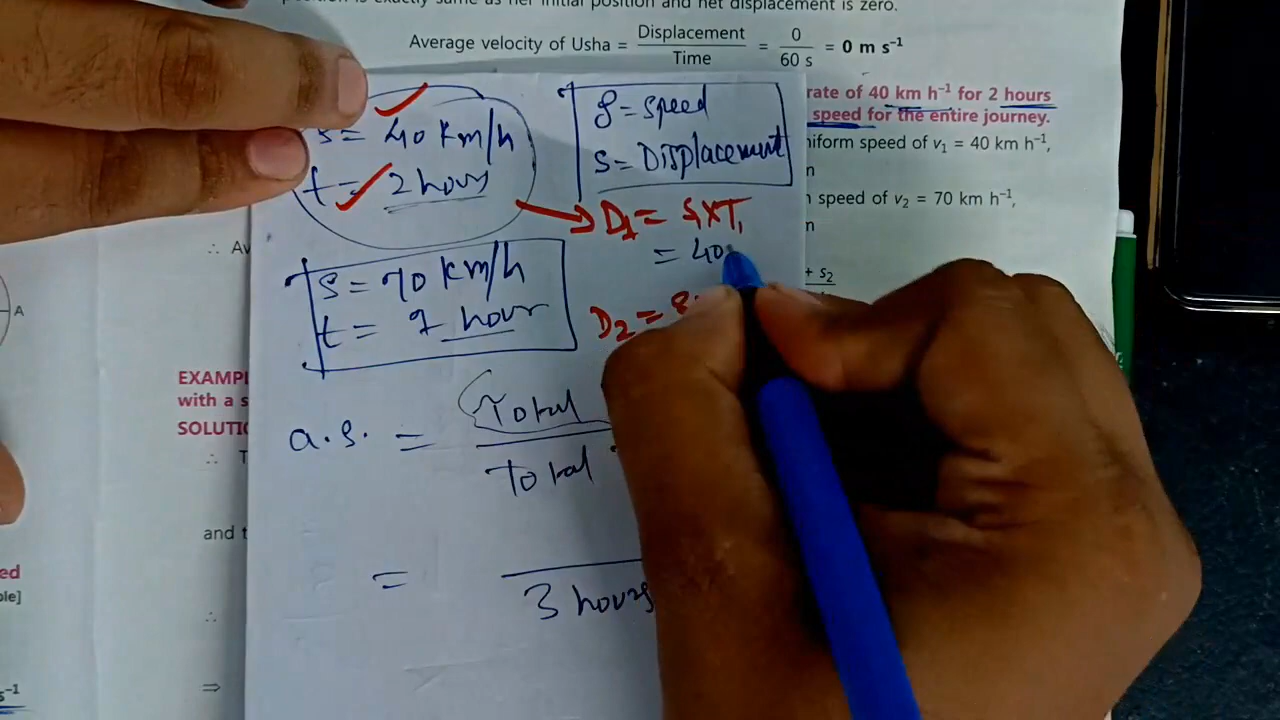 position is exactly same as her initial position and net displacement is zero.
Average velocity of Usha = Displacement / Time = 0 / 60 s = 0 m s⁻¹
rate of 40 km h⁻¹ for 2 hours
speed for the entire journey.
niform speed of v₁ = 40 km h⁻¹,
n
speed of v₂ = 70 km h⁻¹,
n
+ s₂
s = 40 km/h
t = 2 hours
S = speed
S = Displacement
D₁ = S₁XT₁
= 40
S = 70 km/h
t = 1 hour
D₂ = S
a.s. = Total / Total
= / 3 hours
∴ Av
A
EXAMPL
with a s
SOLUTIO
∴ T
and t
ed
ple]
∴
s⁻¹
⇒